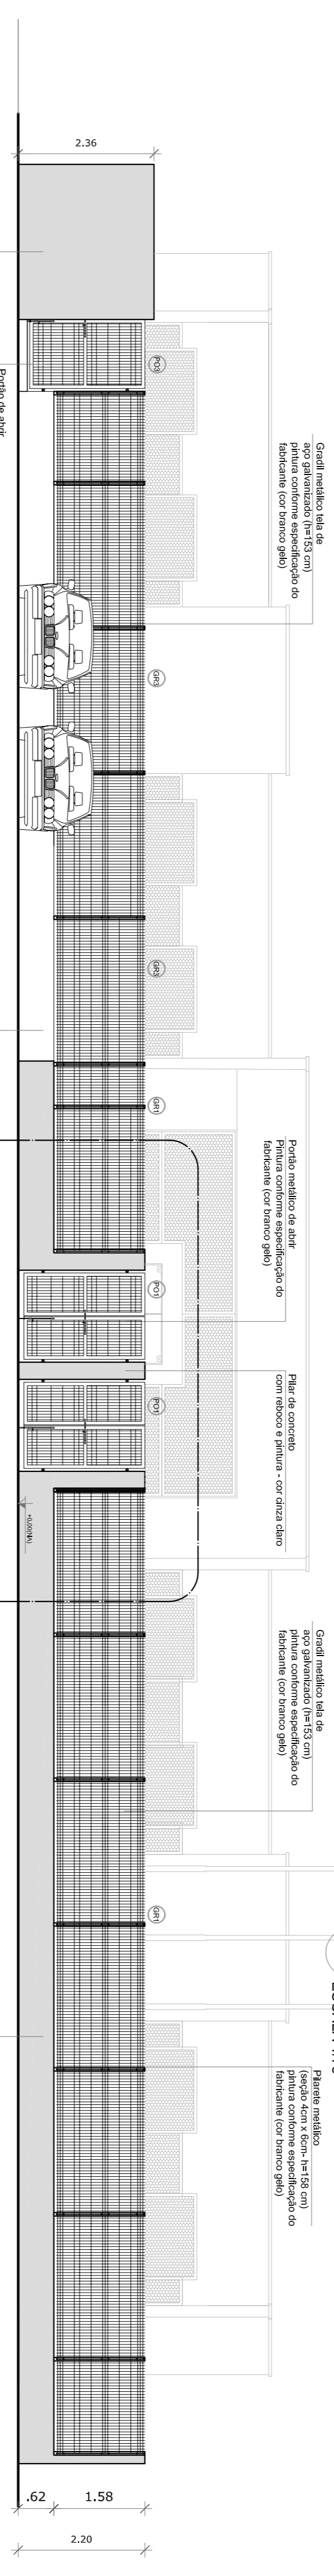 2.36
Portão de abrir
PO3
Gradil metálico tela de
aço galvanizado (h=153 cm)
pintura conforme especificação do
fabricante (cor branco gelo)
GR3
GR3
GR1
Portão metálico de abrir
Pintura conforme especificação do
fabricante (cor branco gelo)
PO1
Pilar de concreto
com reboco e pintura - cor cinza claro
PO1
+0,00(NA)
Gradil metálico tela de
aço galvanizado (h=153 cm)
pintura conforme especificação do
fabricante (cor branco gelo)
GR1
Pilarete metálico
(seção 4cm x 6cm- h=158 cm)
pintura conforme especificação do
fabricante (cor branco gelo)
.62
1.58
2.20